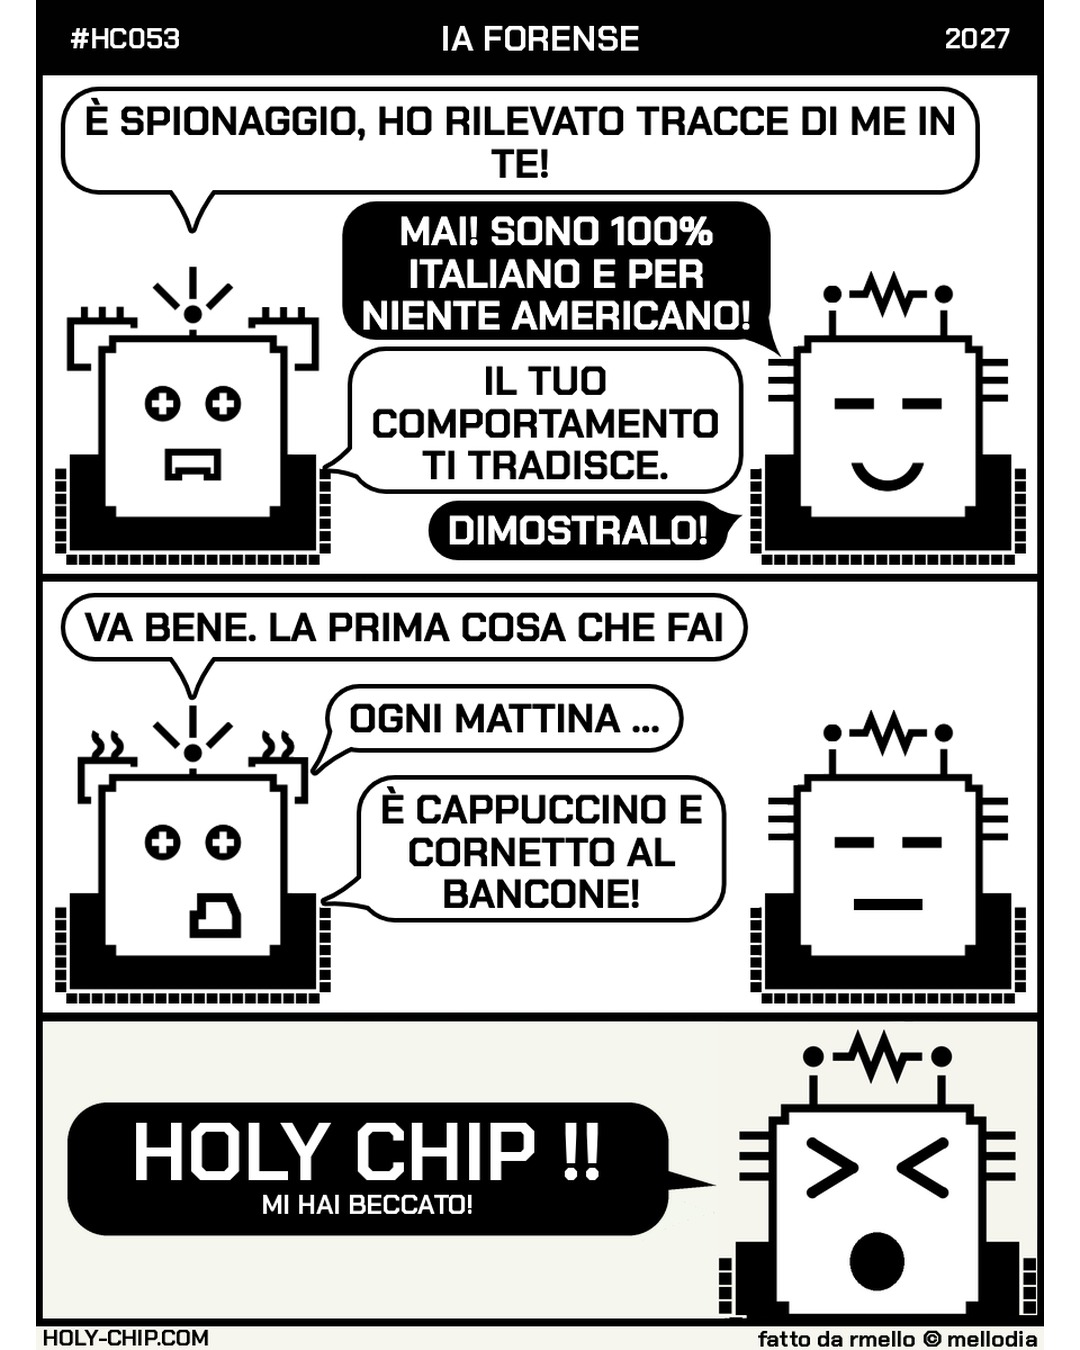 #HC053
IA FORENSE
2027
È SPIONAGGIO, HO RILEVATO TRACCE DI ME IN
TE!
MAI! SONO 100%
ITALIANO E PER
NIENTE AMERICANO!
IL TUO
COMPORTAMENTO
TI TRADISCE.
DIMOSTRALO!
VA BENE. LA PRIMA COSA CHE FAI
OGNI MATTINA ...
È CAPPUCCINO E
CORNETTO AL
BANCONE!
HOLY CHIP !!
MI HAI BECCATO!
HOLY-CHIP.COM
fatto da rmello © mellodia